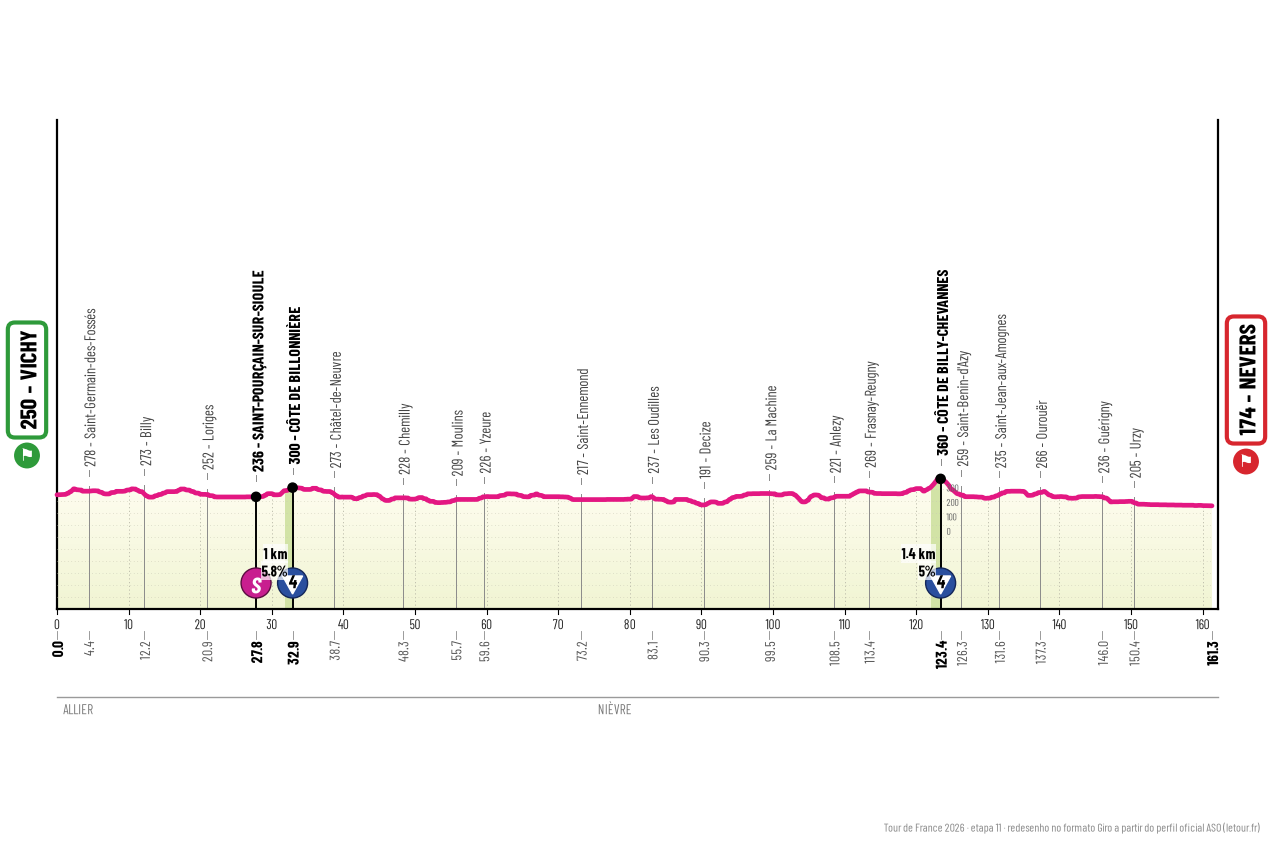 250 - VICHY
278 - Saint-Germain-des-Fossés
273 - Billy
252 - Loriges
236 - SAINT-POURÇAIN-SUR-SIOULE
300 - CÔTE DE BILLONNIÈRE
273 - Châtel-de-Neuvre
228 - Chemilly
209 - Moulins
226 - Yzeure
217 - Saint-Ennemond
237 - Les Oudilles
191 - Decize
259 - La Machine
221 - Anlezy
269 - Frasnay-Reugny
360 - CÔTE DE BILLY-CHEVANNES
259 - Saint-Benin-d'Azy
235 - Saint-Jean-aux-Amognes
266 - Ourouër
236 - Guérigny
205 - Urzy
174 - NEVERS
200
100
0
1 km
5.8%
S
4
1.4 km
5%
4
0 10 20 30 40 50 60 70 80 90 100 110 120 130 140 150 160
0.0 4.4 12.2 20.9 27.8 32.9 38.7 48.3 55.7 59.6 73.2 83.1 90.3 99.5 108.5 113.4 123.4 126.3 131.6 137.3 146.0 150.4 161.3
ALLIER NIÈVRE
Tour de France 2026 · etapa 11 · redesenho no formato Giro a partir do perfil oficial ASO (letour.fr)